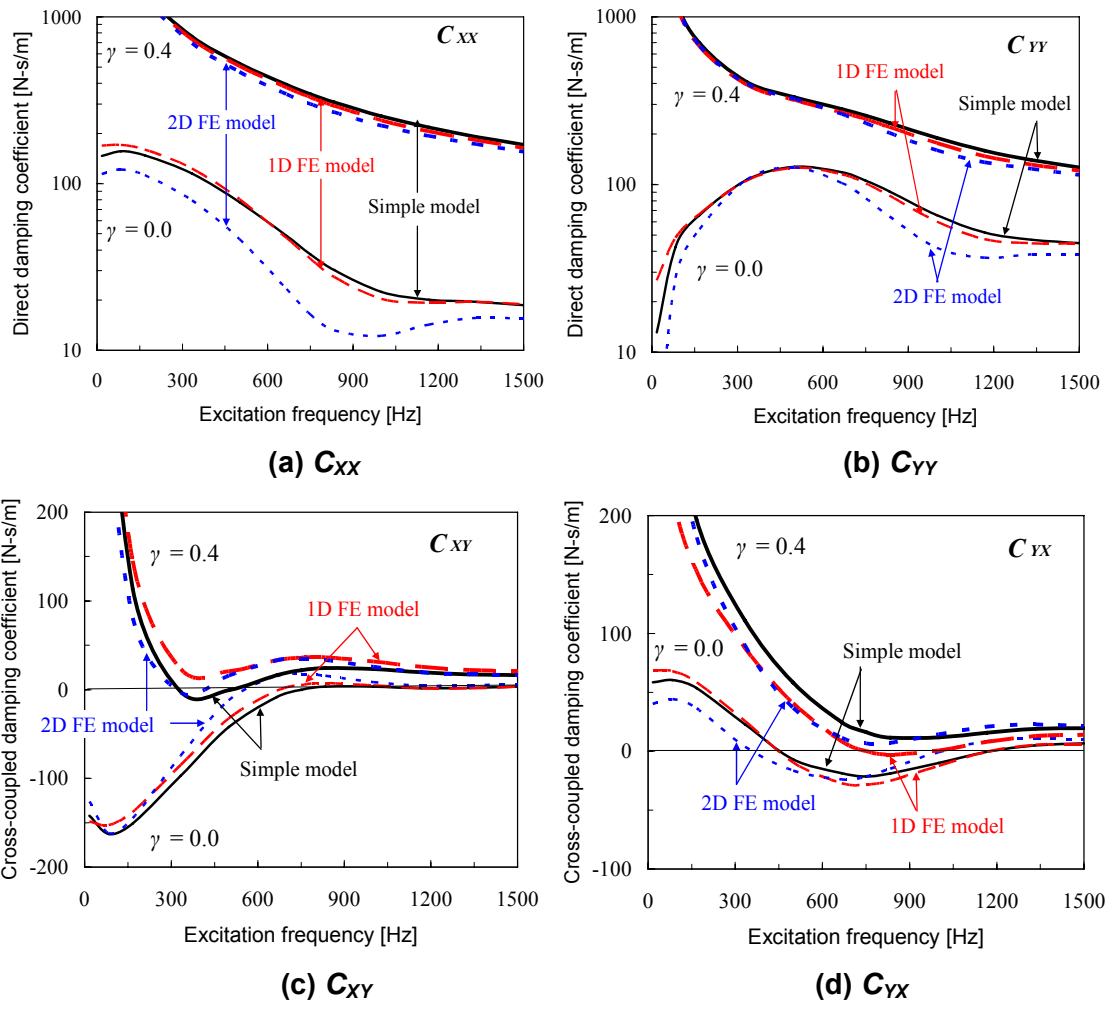 Direct damping coefficient [N-s/m]
1000
100
10
C XX
γ = 0.4
2D FE model
1D FE model
Simple model
γ = 0.0
0 300 600 900 1200 1500
Excitation frequency [Hz]
(a) CXX
Direct damping coefficient [N-s/m]
1000
100
10
C YY
1D FE model
Simple model
γ = 0.4
γ = 0.0
2D FE model
0 300 600 900 1200 1500
Excitation frequency [Hz]
(b) CYY
Cross-coupled damping coefficient [N-s/m]
200
100
0
-100
-200
C XY
γ = 0.4
1D FE model
2D FE model
Simple model
γ = 0.0
0 300 600 900 1200 1500
Excitation frequency [Hz]
(c) CXY
Cross-coupled damping coefficient [N-s/m]
200
100
0
-100
C YX
γ = 0.4
γ = 0.0
Simple model
2D FE model
1D FE model
0 300 600 900 1200 1500
Excitation frequency [Hz]
(d) CYX